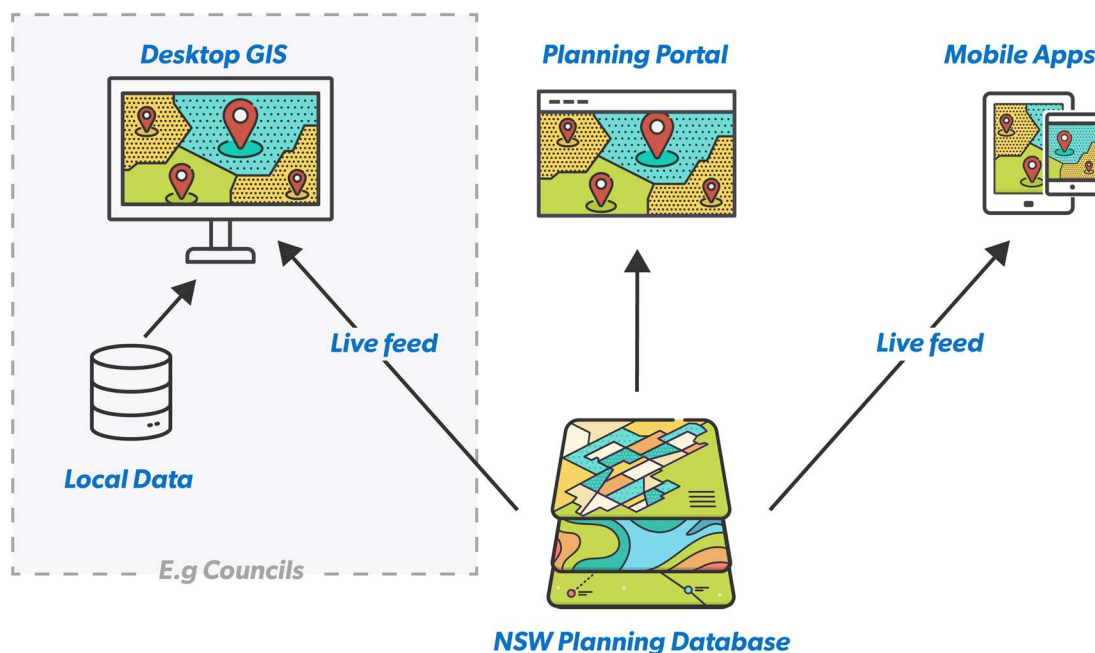 Desktop GIS
Planning Portal
Mobile Apps
Live feed
Live feed
Local Data
E.g Councils
NSW Planning Database